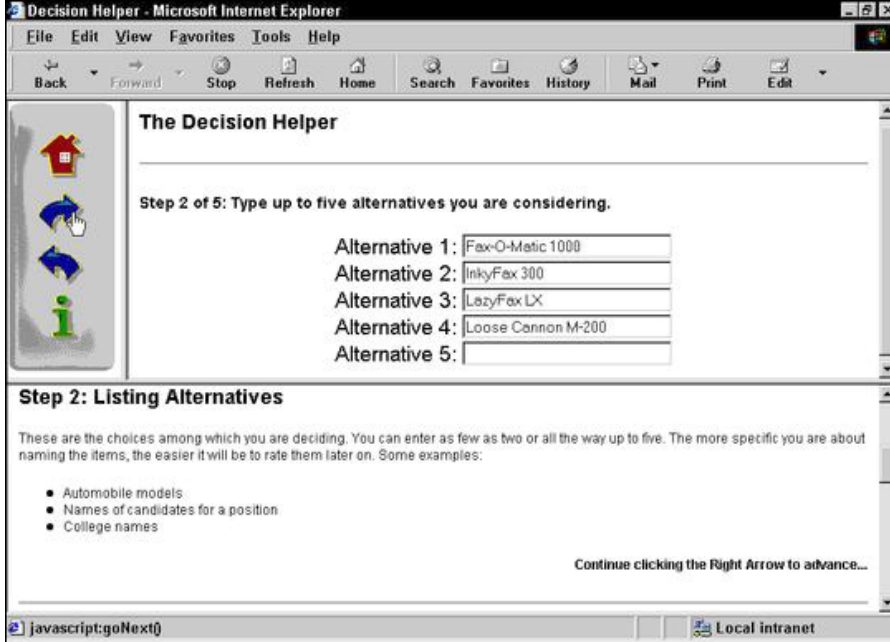 Decision Helper - Microsoft Internet Explorer
File Edit View Favorites Tools Help
Back Forward Stop Refresh Home Search Favorites History Mail Print Edit
The Decision Helper
Step 2 of 5: Type up to five alternatives you are considering.
Alternative 1: Fax-O-Matic 1000
Alternative 2: InkyFax 300
Alternative 3: LazyFax LX
Alternative 4: Loose Cannon M-200
Alternative 5:
Step 2: Listing Alternatives
These are the choices among which you are deciding. You can enter as few as two or all the way up to five. The more specific you are about
naming the items, the easier it will be to rate them later on. Some examples:
● Automobile models
● Names of candidates for a position
● College names
Continue clicking the Right Arrow to advance...
javascript:goNext() Local intranet